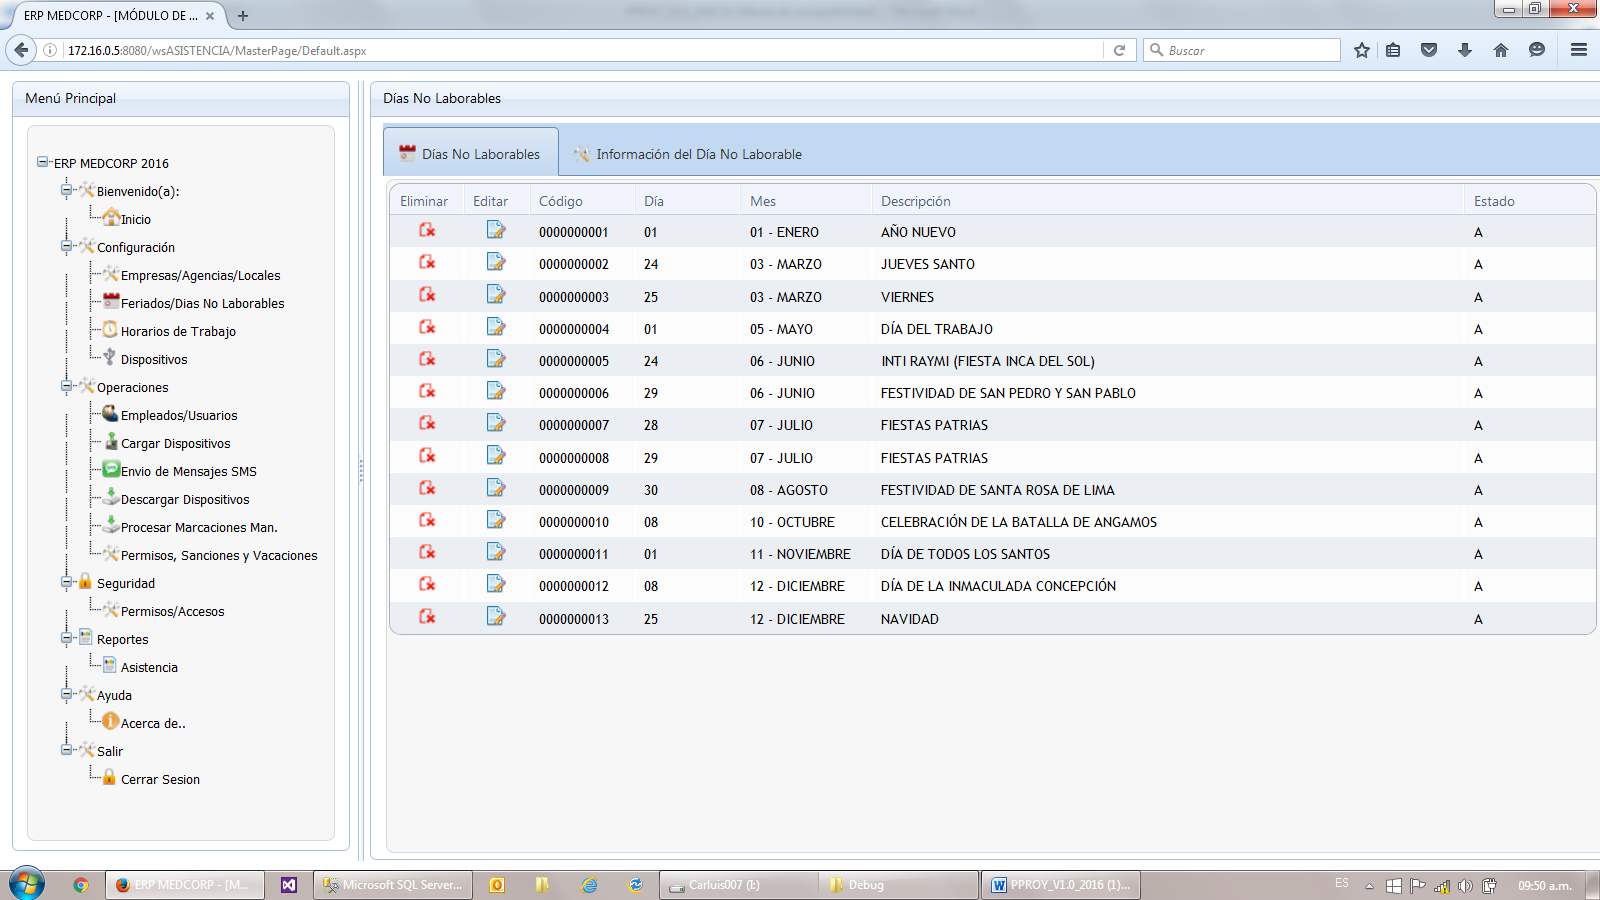 ERP MEDCORP - [MÓDULO DE ...
172.16.0.5:8080/wsASISTENCIA/MasterPage/Default.aspx
Buscar
Menú Principal
ERP MEDCORP 2016
Bienvenido(a):
Inicio
Configuración
Empresas/Agencias/Locales
Feriados/Dias No Laborables
Horarios de Trabajo
Dispositivos
Operaciones
Empleados/Usuarios
Cargar Dispositivos
Envio de Mensajes SMS
Descargar Dispositivos
Procesar Marcaciones Man.
Permisos, Sanciones y Vacaciones
Seguridad
Permisos/Accesos
Reportes
Asistencia
Ayuda
Acerca de..
Salir
Cerrar Sesion
Días No Laborables
Días No Laborables Información del Día No Laborable
Eliminar Editar Código Día Mes Descripción Estado
0000000001 01 01 - ENERO AÑO NUEVO A
0000000002 24 03 - MARZO JUEVES SANTO A
0000000003 25 03 - MARZO VIERNES A
0000000004 01 05 - MAYO DÍA DEL TRABAJO A
0000000005 24 06 - JUNIO INTI RAYMI (FIESTA INCA DEL SOL) A
0000000006 29 06 - JUNIO FESTIVIDAD DE SAN PEDRO Y SAN PABLO A
0000000007 28 07 - JULIO FIESTAS PATRIAS A
0000000008 29 07 - JULIO FIESTAS PATRIAS A
0000000009 30 08 - AGOSTO FESTIVIDAD DE SANTA ROSA DE LIMA A
0000000010 08 10 - OCTUBRE CELEBRACIÓN DE LA BATALLA DE ANGAMOS A
0000000011 01 11 - NOVIEMBRE DÍA DE TODOS LOS SANTOS A
0000000012 08 12 - DICIEMBRE DÍA DE LA INMACULADA CONCEPCIÓN A
0000000013 25 12 - DICIEMBRE NAVIDAD A
ERP MEDCORP - [M... Microsoft SQL Server... Carluis007 (I:) Debug PPROY_V1.0_2016 (1)... ES 09:50 a.m.